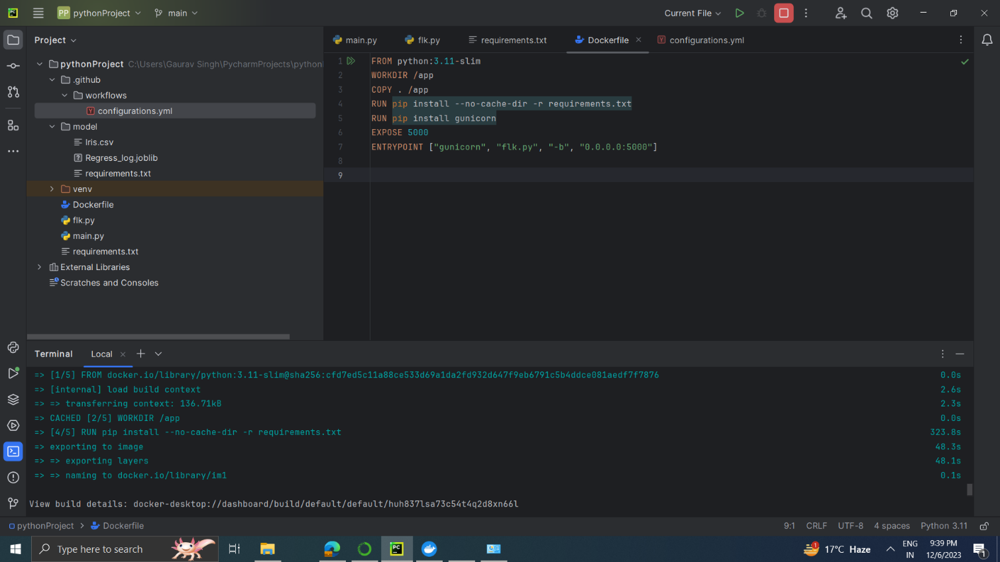 PC
PP pythonProject
main
Current File
Project
main.py
flk.py
requirements.txt
Dockerfile
configurations.yml
pythonProject C:\Users\Gaurav Singh\PycharmProjects\python
.github
workflows
configurations.yml
model
Iris.csv
Regress_log.joblib
requirements.txt
venv
Dockerfile
flk.py
main.py
requirements.txt
External Libraries
Scratches and Consoles
1 FROM python:3.11-slim
2 WORKDIR /app
3 COPY . /app
4 RUN pip install --no-cache-dir -r requirements.txt
5 RUN pip install gunicorn
6 EXPOSE 5000
7 ENTRYPOINT ["gunicorn", "flk.py", "-b", "0.0.0.0:5000"]
8
9
Terminal Local
=> [1/5] FROM docker.io/library/python:3.11-slim@sha256:cfd7ed5c11a88ce533d69a1da2fd932d647f9eb6791c5b4ddce081aedf7f7876 0.0s
=> [internal] load build context 2.6s
=> => transferring context: 136.71kB 2.3s
=> CACHED [2/5] WORKDIR /app 0.0s
=> [4/5] RUN pip install --no-cache-dir -r requirements.txt 323.8s
=> exporting to image 48.3s
=> => exporting layers 48.1s
=> => naming to docker.io/library/im1 0.1s
View build details: docker-desktop://dashboard/build/default/default/huh837lsa73c54t4q2d8xn66l
pythonProject > Dockerfile
9:1 CRLF UTF-8 4 spaces Python 3.11
Type here to search
PC
1
17°C Haze
ENG
IN
9:39 PM
12/6/2023
1